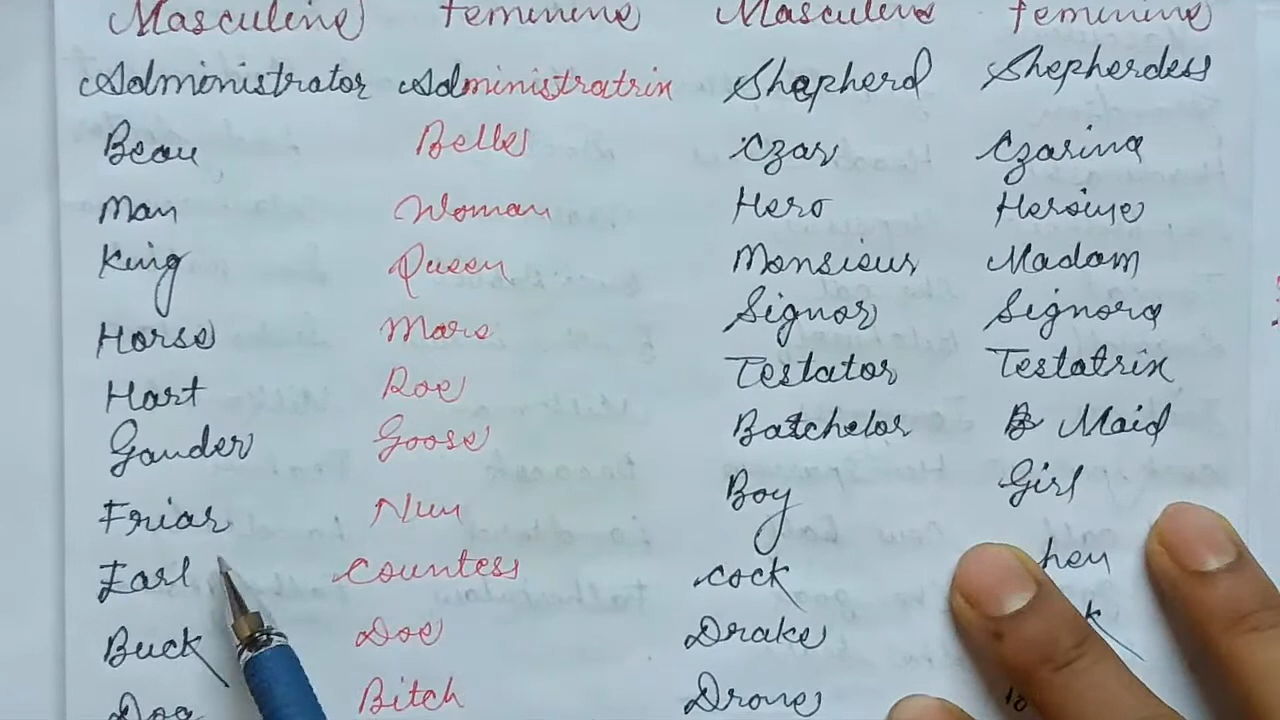 Masculine Feminine Masculine Feminine
Administrator Administratrix Shepherd Shepherdess
Beau Belle Czar Czarina
Man Woman Hero Heroine
King Queen Monsieur Madam
Horse Mare Signor Signora
Hart Roe Testator Testatrix
Gander Goose Batchelor Maid
Friar Nun Boy Girl
Earl Countess cock hen
Buck Doe Drake
Dog Bitch Drone